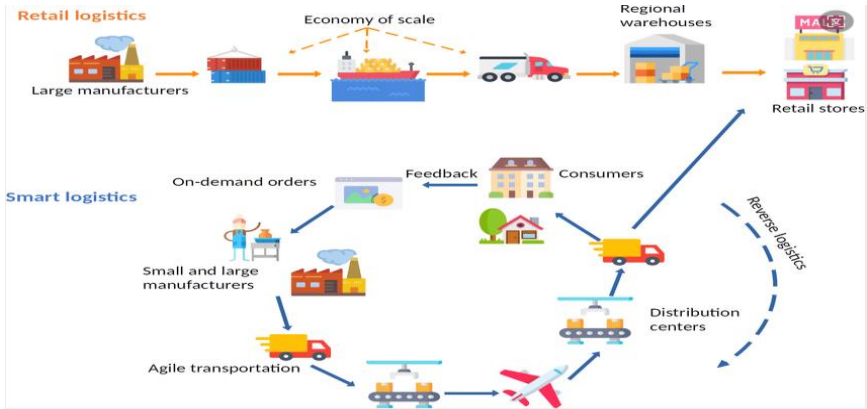 Retail logistics
Economy of scale
Regional
warehouses
Large manufacturers
Retail stores
Smart logistics
On-demand orders
Feedback
Consumers
Reverse logistics
Small and large
manufacturers
Distribution
centers
Agile transportation